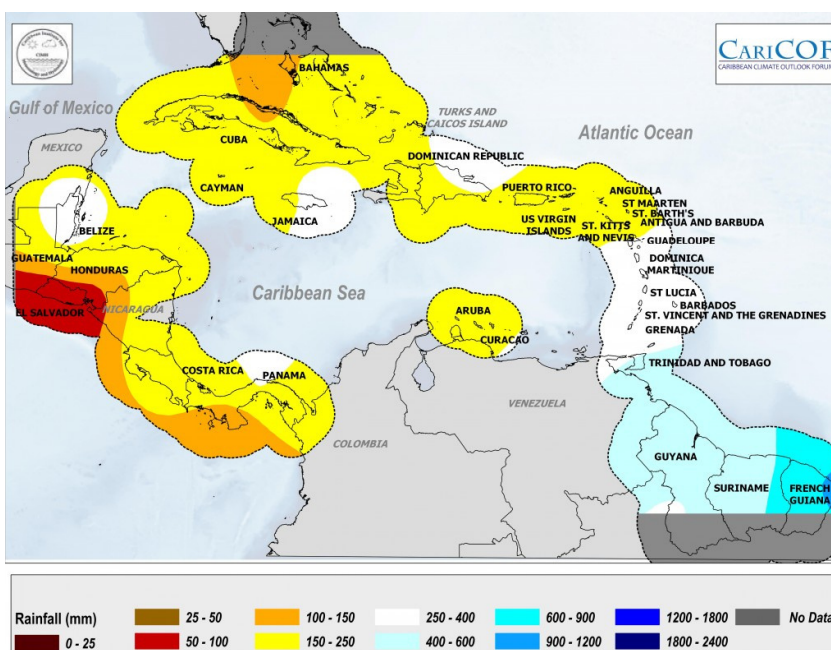 CARICOF
CARIBBEAN CLIMATE OUTLOOK FORUM
BAHAMAS
Gulf of Mexico
TURKS AND
CAICOS ISLAND
Atlantic Ocean
MEXICO
CUBA
DOMINICAN REPUBLIC
CAYMAN
PUERTO RICO
ANGUILLA
ST MAARTEN
ST. BARTH'S
ANTIGUA AND BARBUDA
JAMAICA
US VIRGIN
ISLANDS
ST. KITTS
AND NEVIS
BELIZE
GUADELOUPE
GUATEMALA
DOMINICA
HONDURAS
MARTINIQUE
Caribbean Sea
ST LUCIA
BARBADOS
EL SALVADOR
NICARAGUA
ARUBA
ST. VINCENT AND THE GRENADINES
CURACAO
GRENADA
COSTA RICA
PANAMA
TRINIDAD AND TOBAGO
VENEZUELA
COLOMBIA
GUYANA
SURINAME
FRENCH
GUIANA
Rainfall (mm)
25 - 50
100 - 150
250 - 400
600 - 900
1200 - 1800
No Data
0 - 25
50 - 100
150 - 250
400 - 600
900 - 1200
1800 - 2400